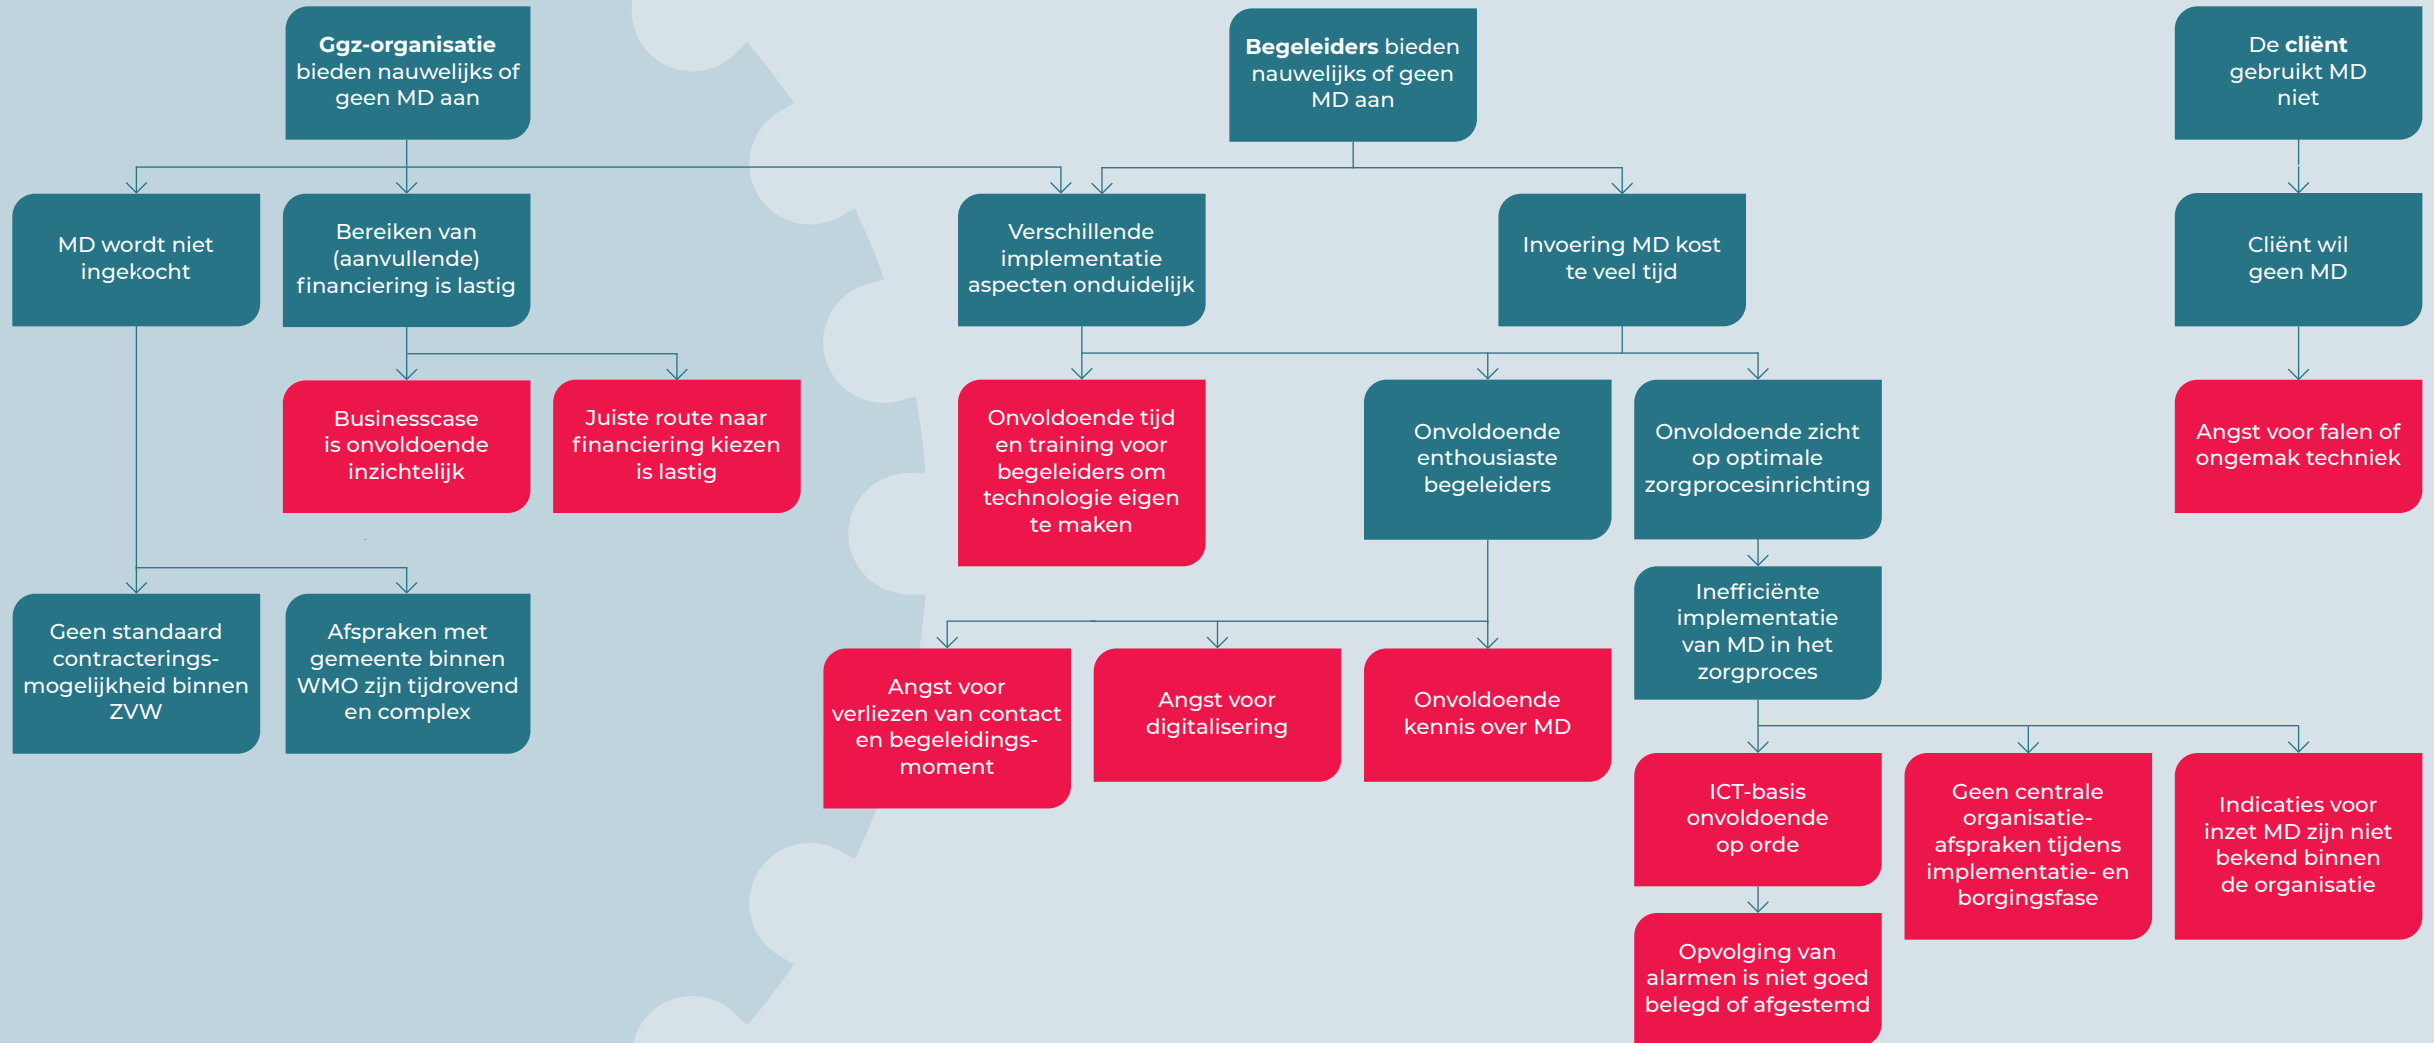 Ggz-organisatie
bieden nauwelijks of
geen MD aan
Begeleiders bieden
nauwelijks of geen
MD aan
De cliënt
gebruikt MD
niet
MD wordt niet
ingekocht
Bereiken van
(aanvullende)
financiering is lastig
Verschillende
implementatie
aspecten onduidelijk
Invoering MD kost
te veel tijd
Cliënt wil
geen MD
Businesscase
is onvoldoende
inzichtelijk
Juiste route naar
financiering kiezen
is lastig
Onvoldoende tijd
en training voor
begeleiders om
technologie eigen
te maken
Onvoldoende
enthousiaste
begeleiders
Onvoldoende zicht
op optimale
zorgprocesinrichting
Angst voor falen of
ongemak techniek
Geen standaard
contracterings-
mogelijkheid binnen
ZVW
Afspraken met
gemeente binnen
WMO zijn tijdrovend
en complex
Inefficiënte
implementatie
van MD in het
zorgproces
Angst voor
verliezen van contact
en begeleidings-
moment
Angst voor
digitalisering
Onvoldoende
kennis over MD
ICT-basis
onvoldoende
op orde
Geen centrale
organisatie-
afspraken tijdens
implementatie- en
borgingsfase
Indicaties voor
inzet MD zijn niet
bekend binnen
de organisatie
Opvolging van
alarmen is niet goed
belegd of afgestemd